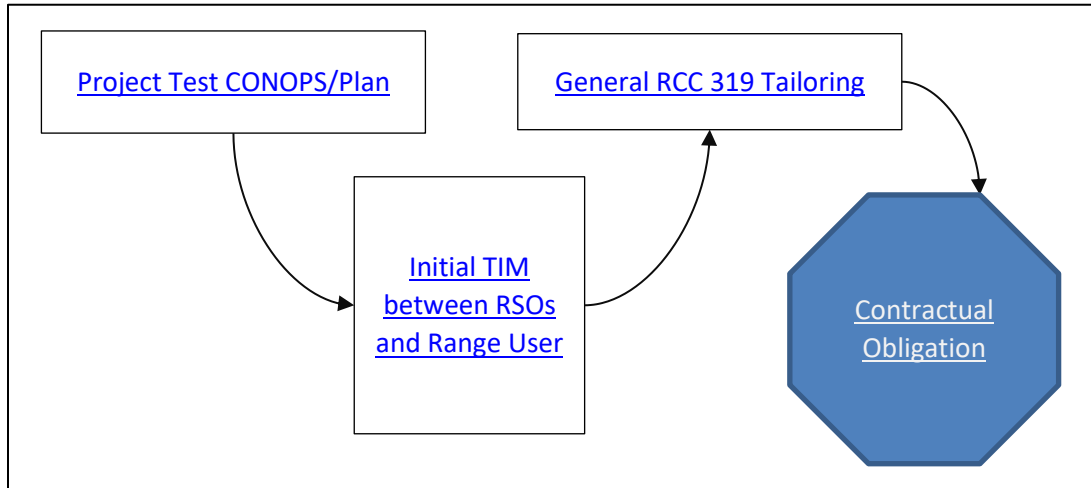 Project Test CONOPS/Plan
General RCC 319 Tailoring
Initial TIM
between RSOs
and Range User
Contractual
Obligation